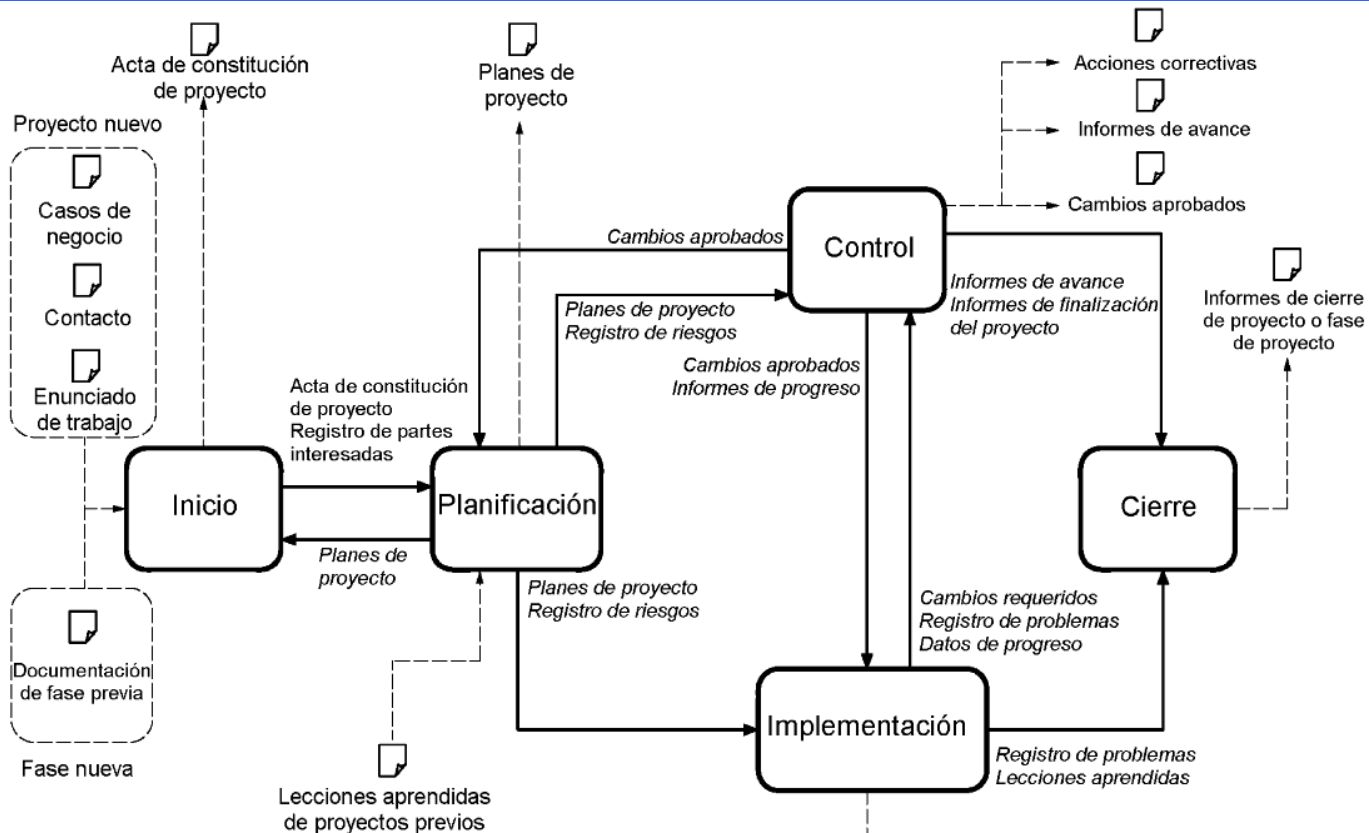 Acta de constitución
de proyecto
Planes de
proyecto
Acciones correctivas
Informes de avance
Cambios aprobados
Proyecto nuevo
Casos de
negocio
Contacto
Enunciado
de trabajo
Cambios aprobados
Control
Planes de proyecto
Registro de riesgos
Informes de avance
Informes de finalización
del proyecto
Informes de cierre
de proyecto o fase
de proyecto
Cambios aprobados
Informes de progreso
Acta de constitución
de proyecto
Registro de partes
interesadas
Inicio
Planificación
Cierre
Planes de
proyecto
Planes de proyecto
Registro de riesgos
Cambios requeridos
Registro de problemas
Datos de progreso
Documentación
de fase previa
Fase nueva
Implementación
Registro de problemas
Lecciones aprendidas
Lecciones aprendidas
de proyectos previos